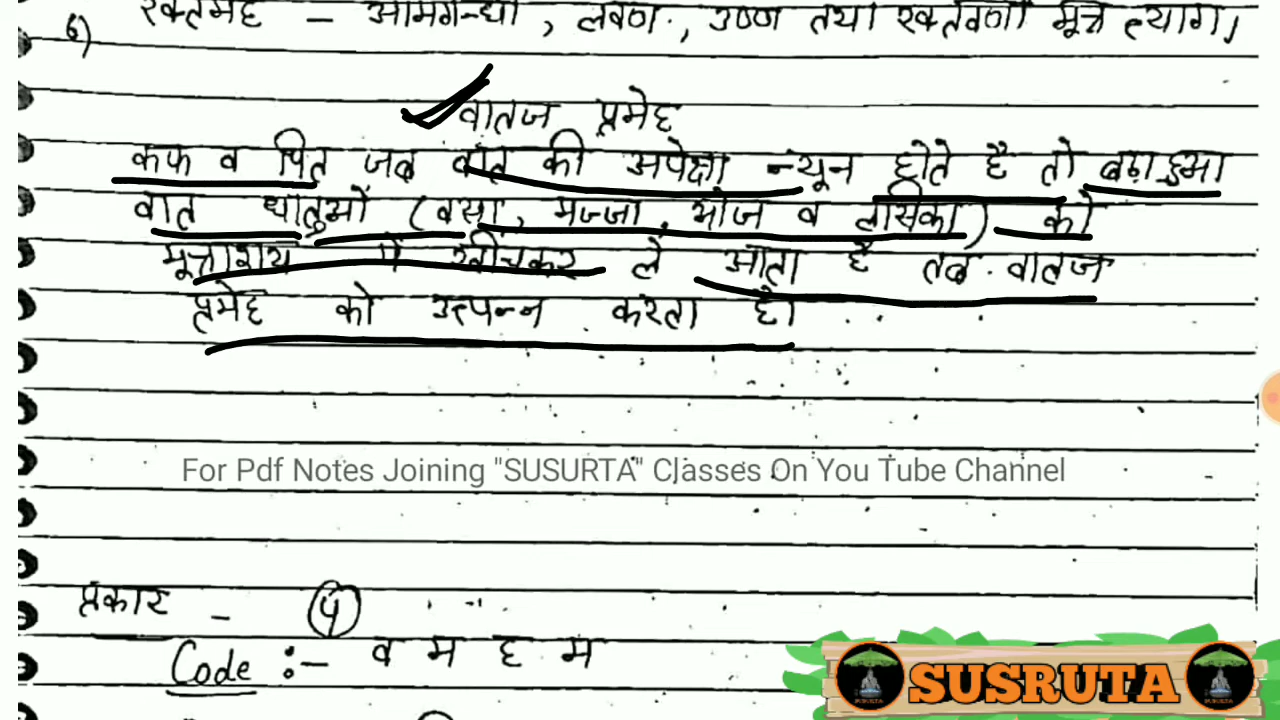 6) रक्तमेह – आमगन्धी, लवण, उष्ण तथा रक्तवर्णी मूत्र त्याग।
वातज प्रमेह
कफ व पित जब वात की अपेक्षा न्यून होते है तो बढ़ा हुआ
वात धातुओं (वसा, मज्जा, ओज व लसिका) को
मूत्राशय में खींचकर ले आता है तब वातज
प्रमेह को उत्पन्न करता है।
For Pdf Notes Joining "SUSURTA" Classes On You Tube Channel
प्रकार – (4)
Code :– व म ह म
SUSRUTA